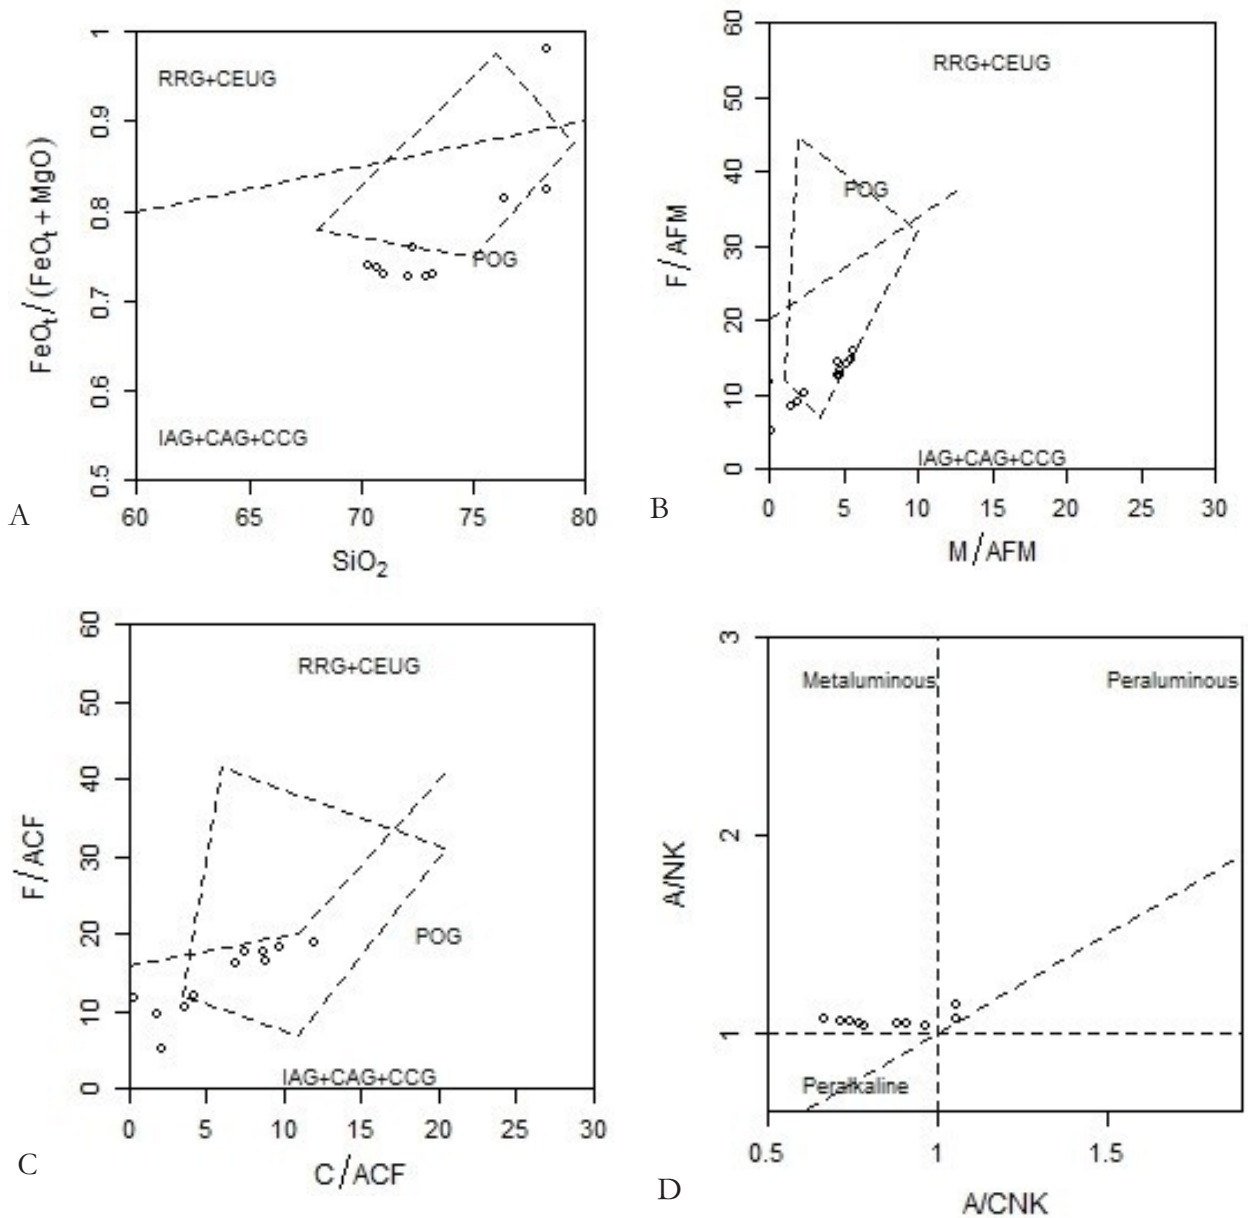 1
0.9
0.8
0.7
0.6
0.5
FeOt/(FeOt+MgO)
RRG+CEUG
POG
IAG+CAG+CCG
60 65 70 75 80
SiO2
A
60
50
40
30
20
10
0
F/AFM
RRG+CEUG
POG
IAG+CAG+CCG
0 5 10 15 20 25 30
M/AFM
B
60
50
40
30
20
10
0
F/ACF
RRG+CEUG
POG
IAG+CAG+CCG
0 5 10 15 20 25 30
C/ACF
C
3
2
1
A/NK
Metaluminous Peraluminous
Peralkaline
0.5 1 1.5
A/CNK
D